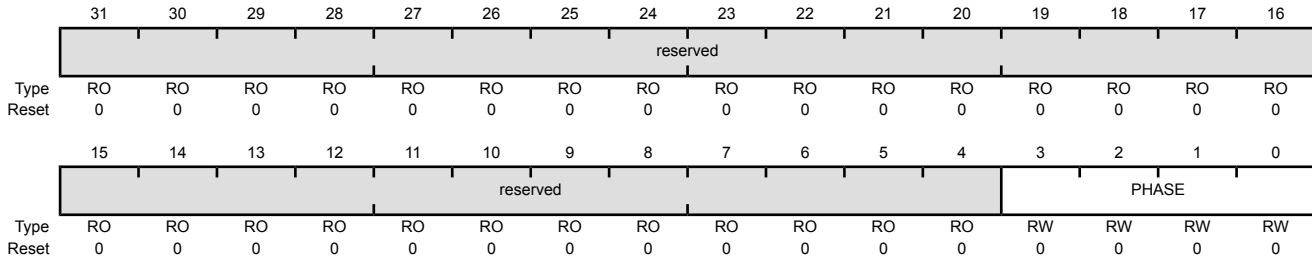 31 30 29 28 27 26 25 24 23 22 21 20 19 18 17 16
reserved
Type RO RO RO RO RO RO RO RO RO RO RO RO RO RO RO RO
Reset 0 0 0 0 0 0 0 0 0 0 0 0 0 0 0 0
15 14 13 12 11 10 9 8 7 6 5 4 3 2 1 0
reserved PHASE
Type RO RO RO RO RO RO RO RO RO RO RO RO RW RW RW RW
Reset 0 0 0 0 0 0 0 0 0 0 0 0 0 0 0 0